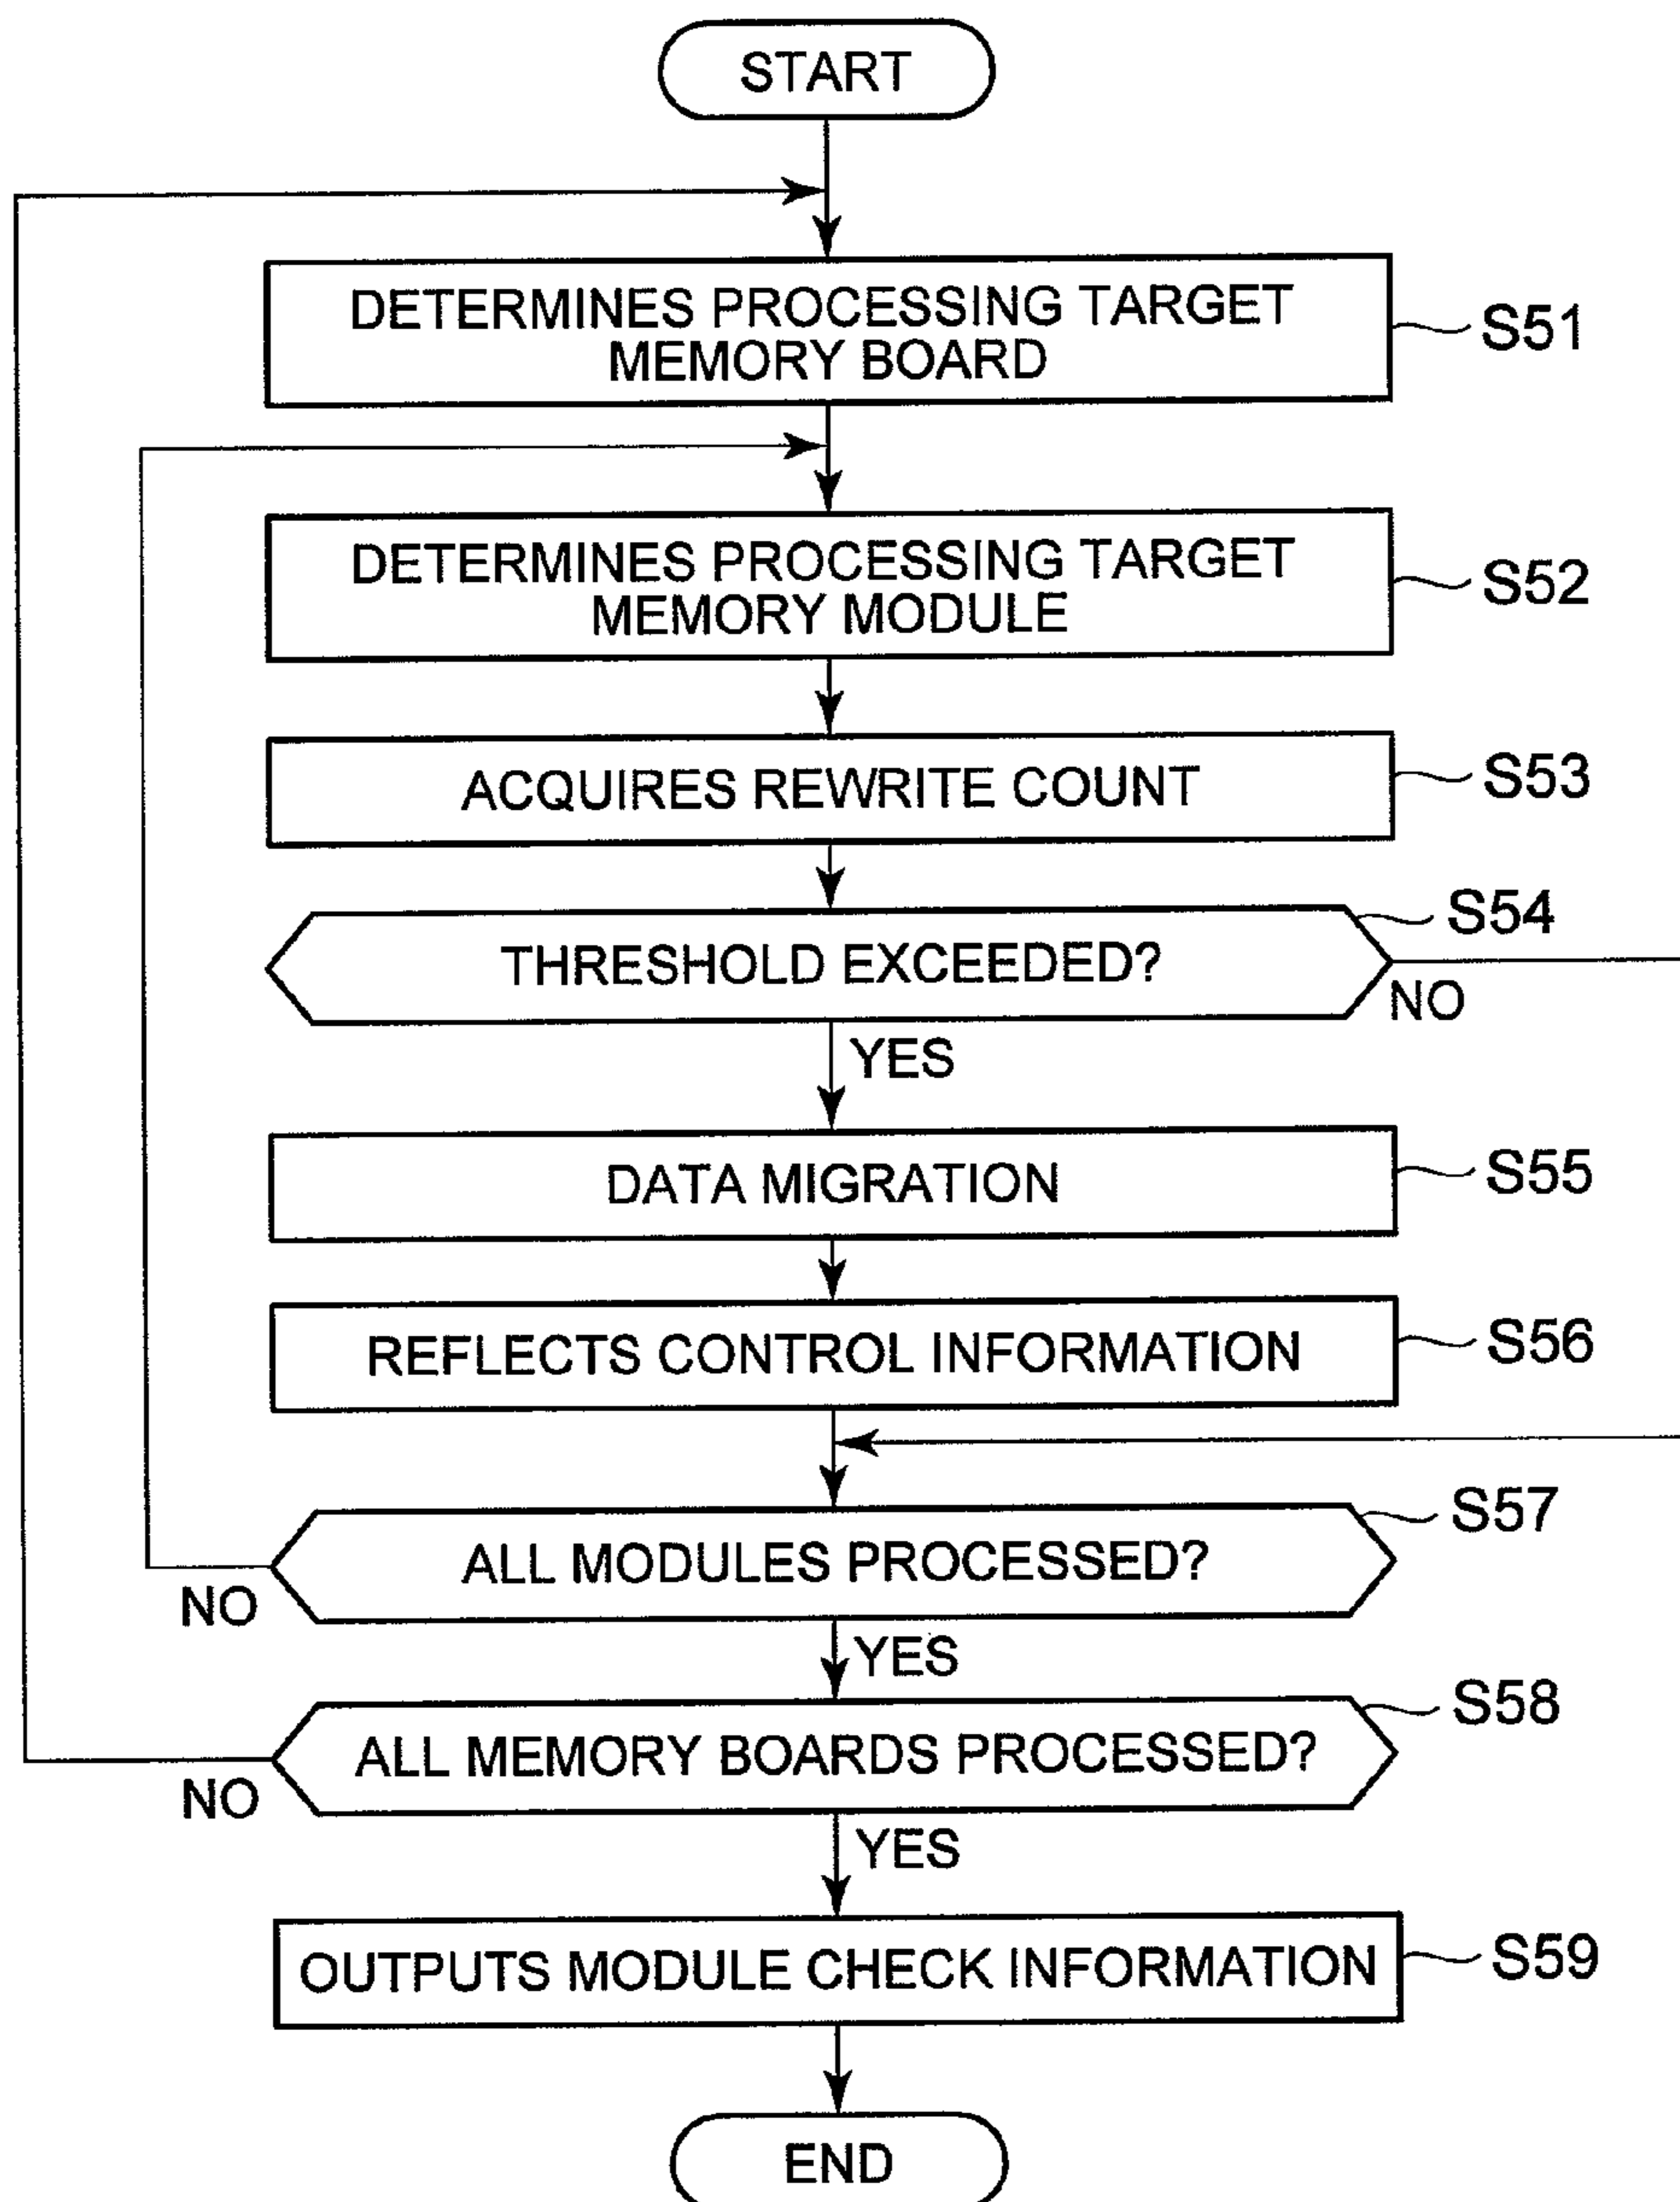 START
DETERMINES PROCESSING TARGET
MEMORY BOARD
S51
DETERMINES PROCESSING TARGET
MEMORY MODULE
S52
ACQUIRES REWRITE COUNT
S53
S54
THRESHOLD EXCEEDED?
NO
YES
DATA MIGRATION
S55
REFLECTS CONTROL INFORMATION
S56
S57
ALL MODULES PROCESSED?
NO
YES
S58
ALL MEMORY BOARDS PROCESSED?
NO
YES
OUTPUTS MODULE CHECK INFORMATION
S59
END